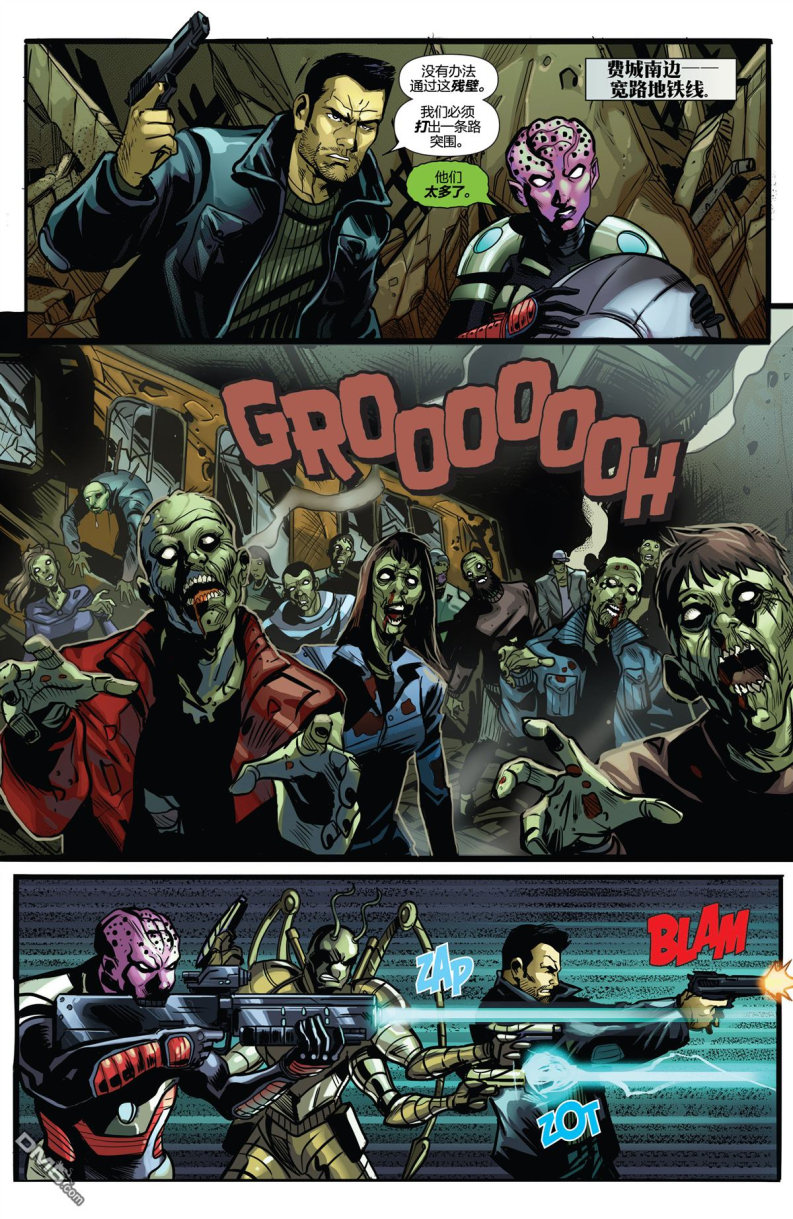 没有办法
通过这残壁。
我们必须
打出一条路
突围。
费城南边——
宽路地铁线。
他们
太多了。
GROOOOOOH
ZAP
BLAM
ZOT
DM5.com